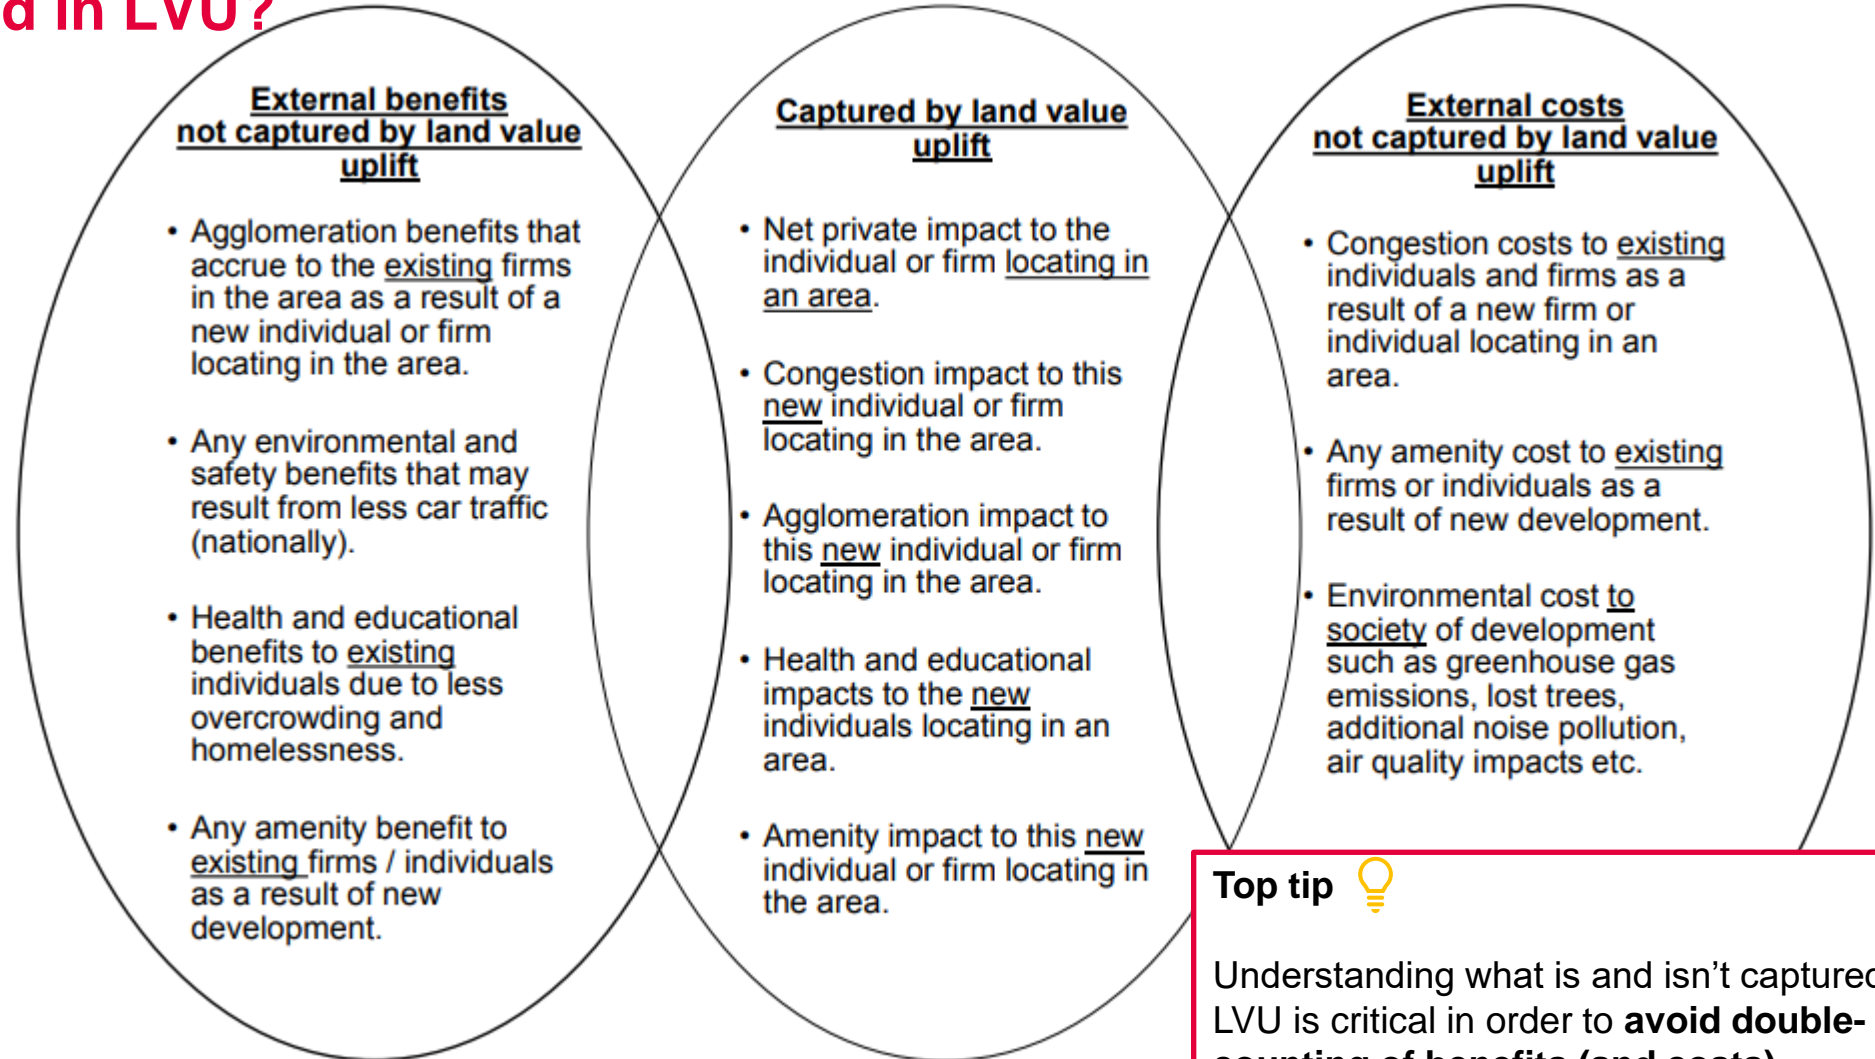 d in LVU?
External benefits
not captured by land value
uplift
• Agglomeration benefits that
accrue to the existing firms
in the area as a result of a
new individual or firm
locating in the area.
• Any environmental and
safety benefits that may
result from less car traffic
(nationally).
• Health and educational
benefits to existing
individuals due to less
overcrowding and
homelessness.
• Any amenity benefit to
existing firms / individuals
as a result of new
development.
Captured by land value
uplift
• Net private impact to the
individual or firm locating in
an area.
• Congestion impact to this
new individual or firm
locating in the area.
• Agglomeration impact to
this new individual or firm
locating in the area.
• Health and educational
impacts to the new
individuals locating in an
area.
• Amenity impact to this new
individual or firm locating in
the area.
External costs
not captured by land value
uplift
• Congestion costs to existing
individuals and firms as a
result of a new firm or
individual locating in an
area.
• Any amenity cost to existing
firms or individuals as a
result of new development.
• Environmental cost to
society of development
such as greenhouse gas
emissions, lost trees,
additional noise pollution,
air quality impacts etc.
Top tip
Understanding what is and isn't captured
LVU is critical in order to avoid double-
counting of benefits (and costs)